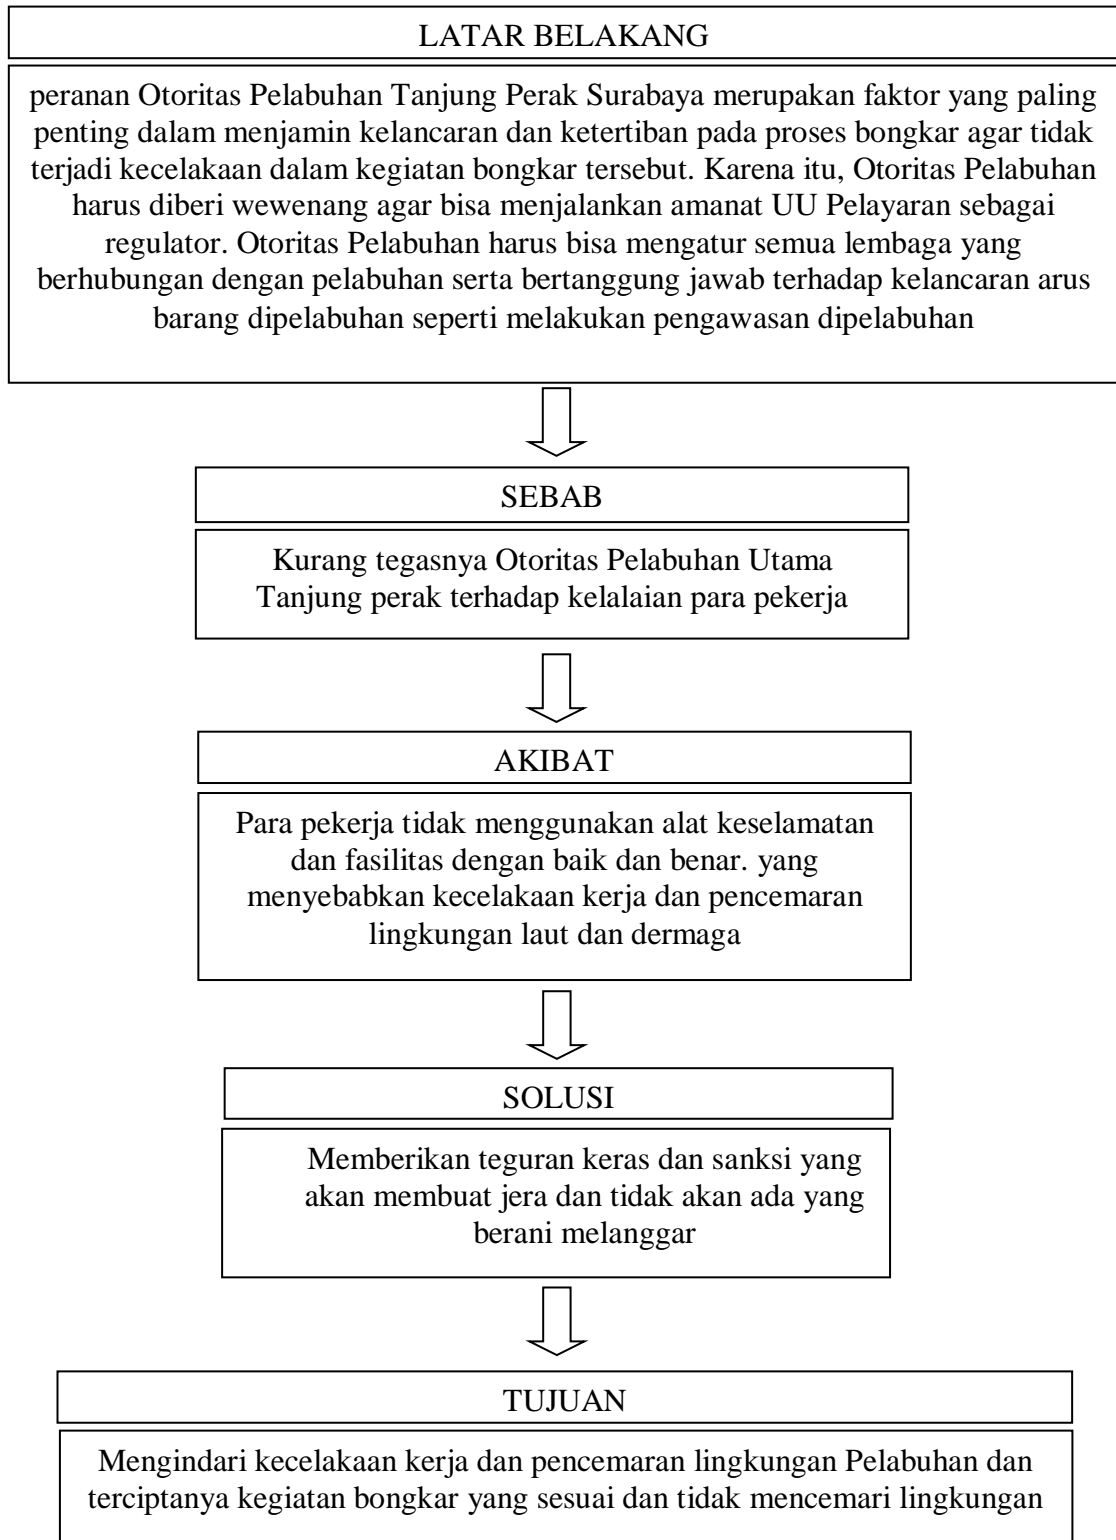 LATAR BELAKANG
peranan Otoritas Pelabuhan Tanjung Perak Surabaya merupakan faktor yang paling
penting dalam menjamin kelancaran dan ketertiban pada proses bongkar agar tidak
terjadi kecelakaan dalam kegiatan bongkar tersebut. Karena itu, Otoritas Pelabuhan
harus diberi wewenang agar bisa menjalankan amanat UU Pelayaran sebagai
regulator. Otoritas Pelabuhan harus bisa mengatur semua lembaga yang
berhubungan dengan pelabuhan serta bertanggung jawab terhadap kelancaran arus
barang dipelabuhan seperti melakukan pengawasan dipelabuhan
SEBAB
Kurang tegasnya Otoritas Pelabuhan Utama
Tanjung perak terhadap kelalaian para pekerja
AKIBAT
Para pekerja tidak menggunakan alat keselamatan
dan fasilitas dengan baik dan benar. yang
menyebabkan kecelakaan kerja dan pencemaran
lingkungan laut dan dermaga
SOLUSI
Memberikan teguran keras dan sanksi yang
akan membuat jera dan tidak akan ada yang
berani melanggar
TUJUAN
Mengindari kecelakaan kerja dan pencemaran lingkungan Pelabuhan dan
terciptanya kegiatan bongkar yang sesuai dan tidak mencemari lingkungan